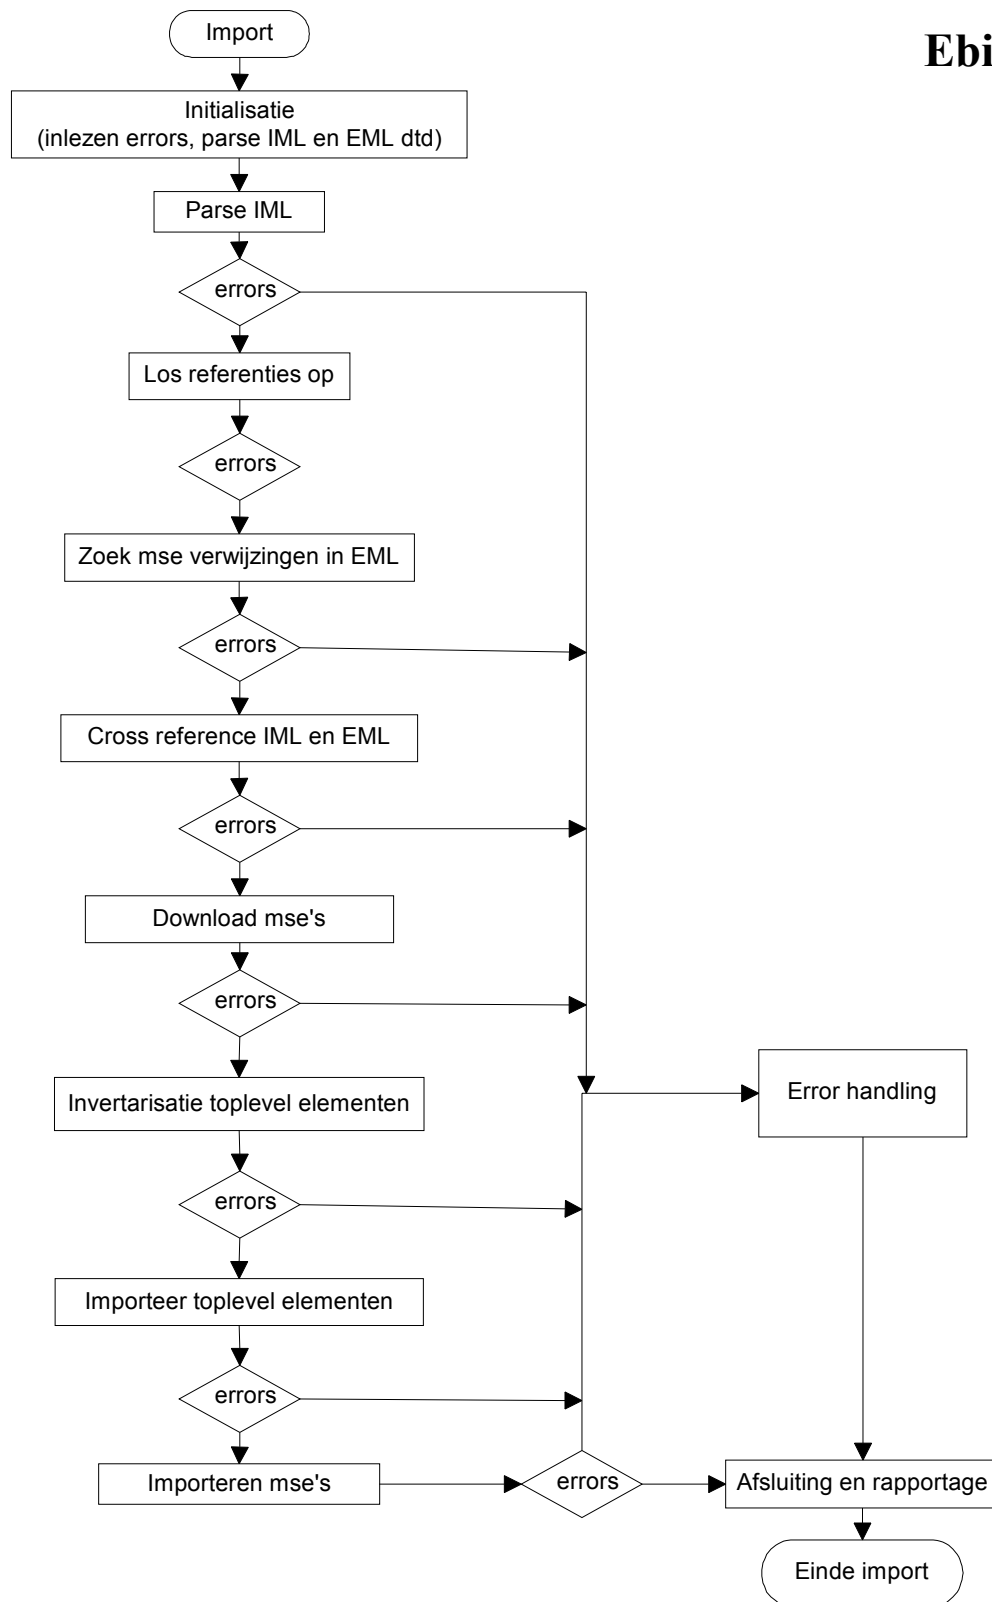 Import
Ebi
Initialisatie
(inlezen errors, parse IML en EML dtd)
Parse IML
errors
Los referenties op
errors
Zoek mse verwijzingen in EML
errors
Cross reference IML en EML
errors
Download mse's
errors
Invertarisatie toplevel elementen
Error handling
errors
Importeer toplevel elementen
errors
Importeren mse's
errors
Afsluiting en rapportage
Einde import